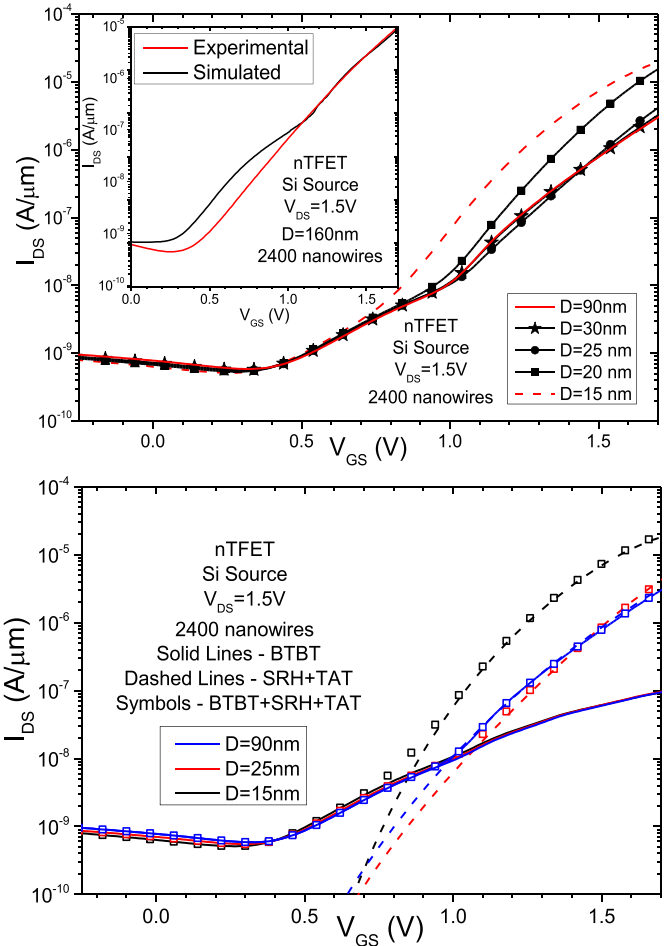 10⁻⁴
10⁻⁵
10⁻⁶
10⁻⁷
10⁻⁸
10⁻⁹
10⁻¹⁰
I_DS (A/μm)
0.0 0.5 1.0 1.5
V_GS (V)
10⁻⁵
10⁻⁶
10⁻⁷
10⁻⁸
10⁻⁹
10⁻¹⁰
I_DS (A/μm)
0.0 0.5 1.0 1.5
V_GS (V)
Experimental
Simulated
nTFET
Si Source
V_DS=1.5V
D=160nm
2400 nanowires
nTFET
Si Source
V_DS=1.5V
2400 nanowires
D=90nm
D=30nm
D=25 nm
D=20 nm
D=15 nm
10⁻⁴
10⁻⁵
10⁻⁶
10⁻⁷
10⁻⁸
10⁻⁹
10⁻¹⁰
I_DS (A/μm)
0.0 0.5 1.0 1.5
V_GS (V)
nTFET
Si Source
V_DS=1.5V
2400 nanowires
Solid Lines - BTBT
Dashed Lines - SRH+TAT
Symbols - BTBT+SRH+TAT
D=90nm
D=25nm
D=15nm